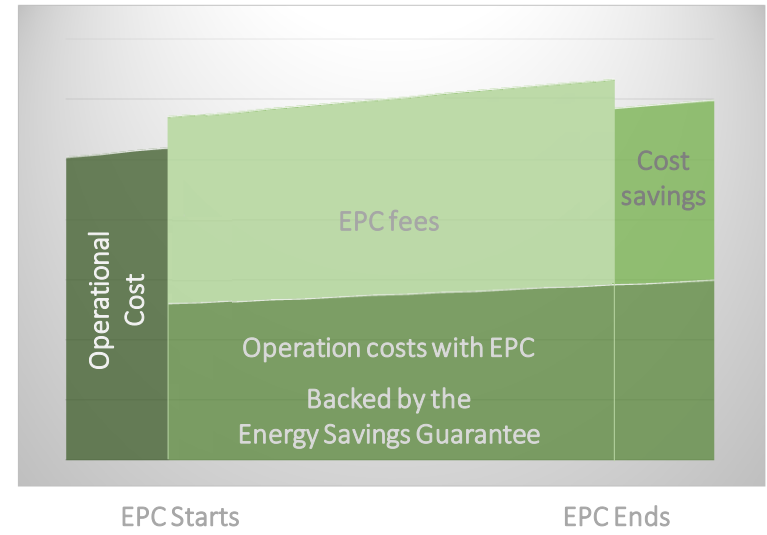 Operational
Cost
EPC fees
Cost
savings
Operation costs with EPC
Backed by the
Energy Savings Guarantee
EPC Starts
EPC Ends